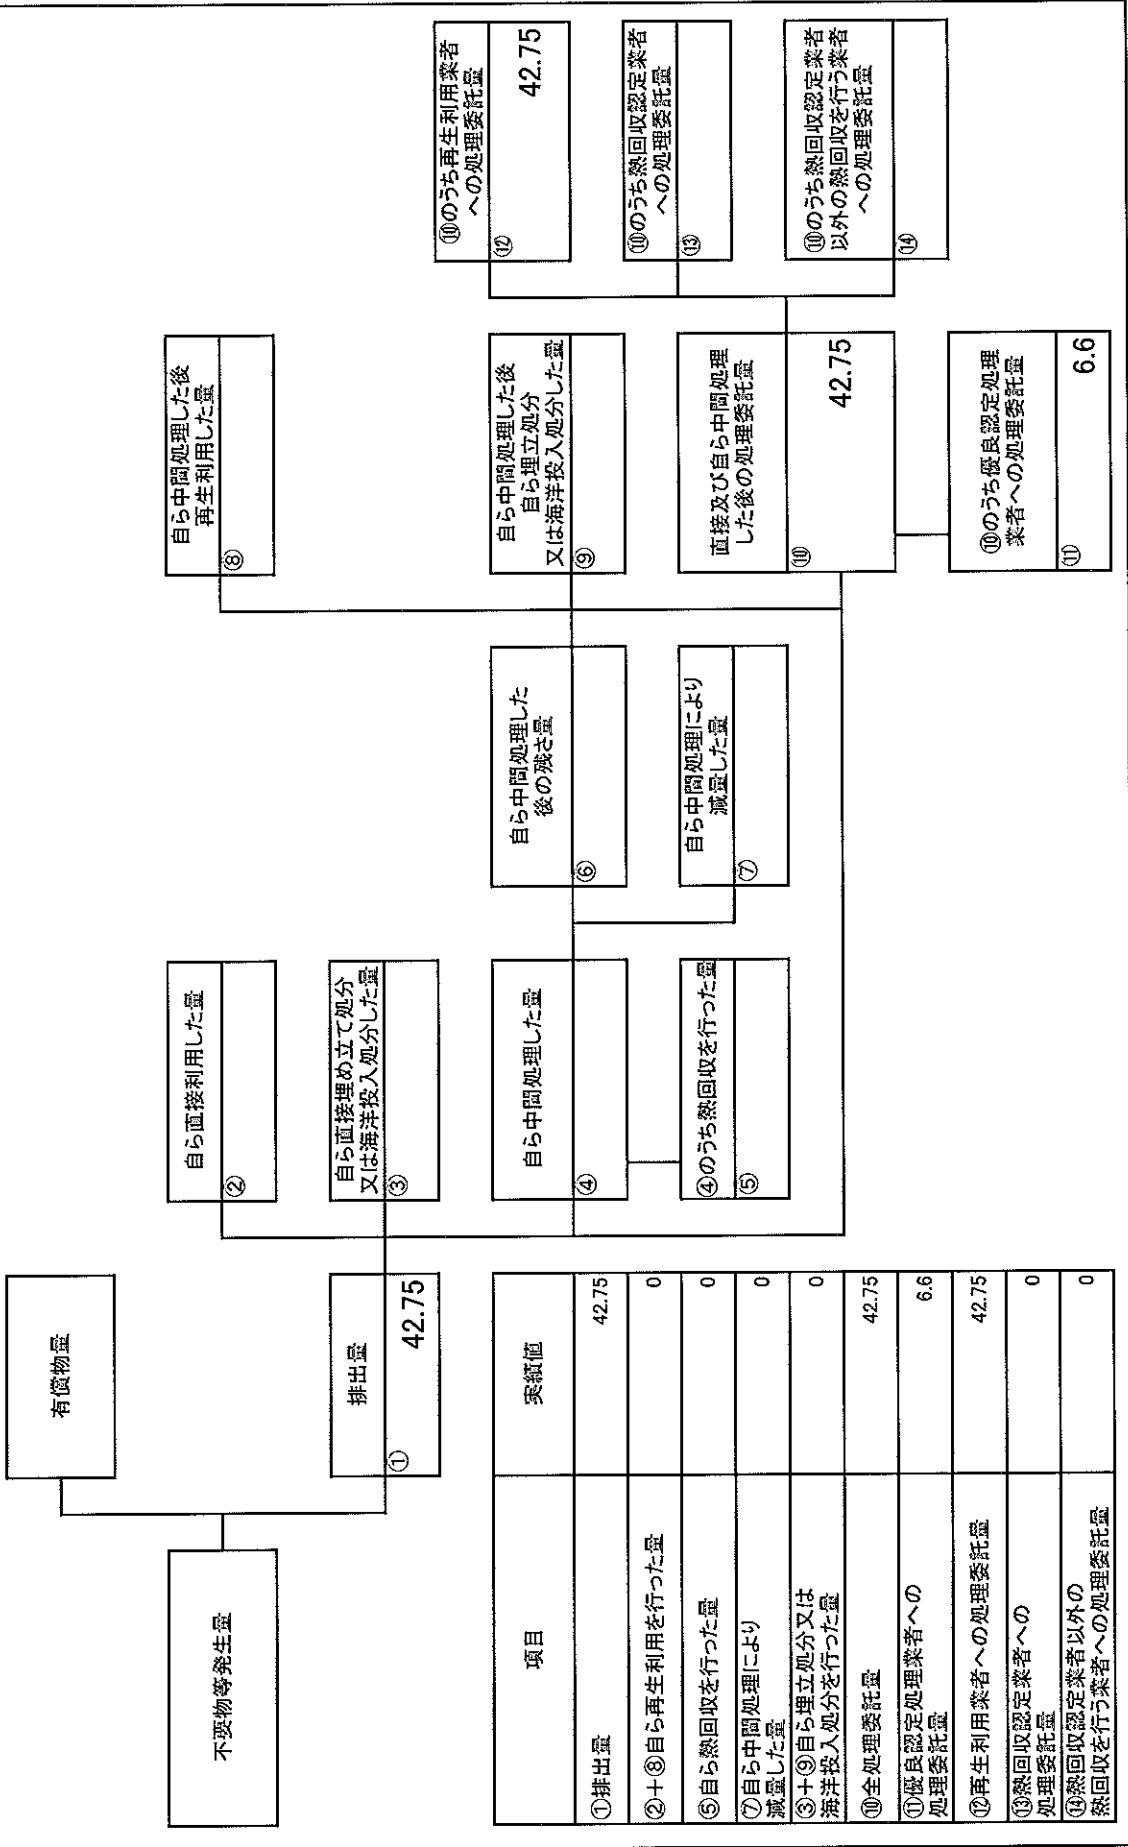 不要物等発生量
有償物量
排出量
①
42.75
自ら直接利用した量
②
自ら直接埋め立て処分
又は海洋投入処分した量
③
自ら中間処理した量
④
④のうち熱回収を行った量
⑤
自ら中間処理した
後の残さ量
⑥
自ら中間処理により
減量した量
⑦
自ら中間処理した後
再生利用した量
⑧
自ら中間処理した後
自ら埋立処分
又は海洋投入処分した量
⑨
直接及び自ら中間処理
した後の処理委託量
⑩
42.75
⑩のうち優良認定処理
業者への処理委託量
⑪
6.6
⑩のうち再生利用業者
への処理委託量
⑫
42.75
⑩のうち熱回収認定業者
への処理委託量
⑬
⑩のうち熱回収認定業者
以外の熱回収を行う業者
への処理委託量
⑭
項目 実績値
①排出量 42.75
②+⑧自ら再生利用を行った量 0
⑤自ら熱回収を行った量 0
⑦自ら中間処理により
減量した量 0
③+⑨自ら埋立処分又は
海洋投入処分を行った量 0
⑩全処理委託量 42.75
⑪優良認定処理業者への
処理委託量 6.6
⑫再生利用業者への処理委託量 42.75
⑬熱回収認定業者への
処理委託量 0
⑭熱回収認定業者以外の
熱回収を行う業者への処理委託量 0